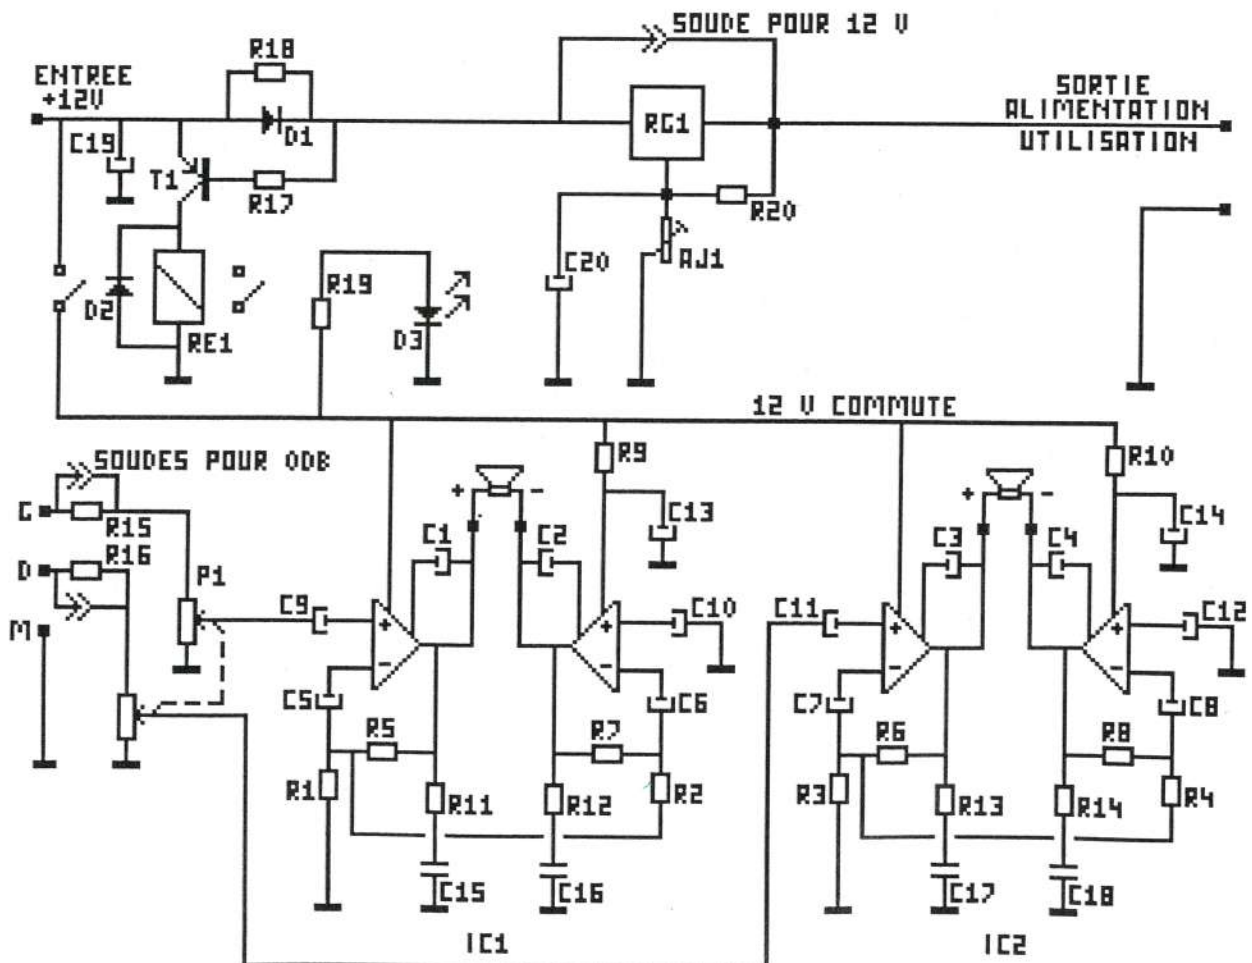 SOUDE POUR 12 V
R18
ENTREE
+12V
SORTIE
ALIMENTATION
UTILISATION
RG1
D1
C19
T1
R17
R20
AJ1
C20
R19
D2
RE1
D3
12 V COMMUTE
SOUDES POUR 0DB
R9
R10
+ -
+ -
G
R15
C13
C14
C1
C2
C3
C4
D
R16
P1
M
C9
C10
C11
C12
+
+
+
+
-
-
-
-
C5
C6
C7
C8
R5
R7
R6
R8
R1
R11
R12
R2
R3
R13
R14
R4
C15
C16
C17
C18
IC1
IC2